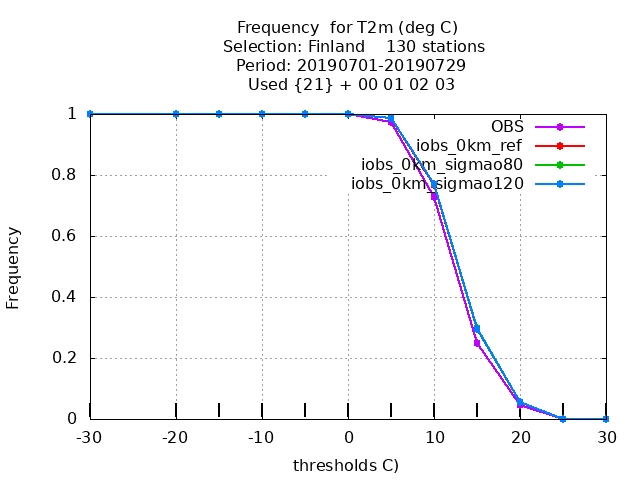 Frequency  for T2m (deg C)
Selection: Finland    130 stations
Period: 20190701-20190729
Used {21} + 00 01 02 03
OBS
iobs_0km_ref
iobs_0km_sigmao80
iobs_0km_sigmao120
Frequency
1
0.8
0.6
0.4
0.2
0
-30 -20 -10 0 10 20 30
thresholds C)